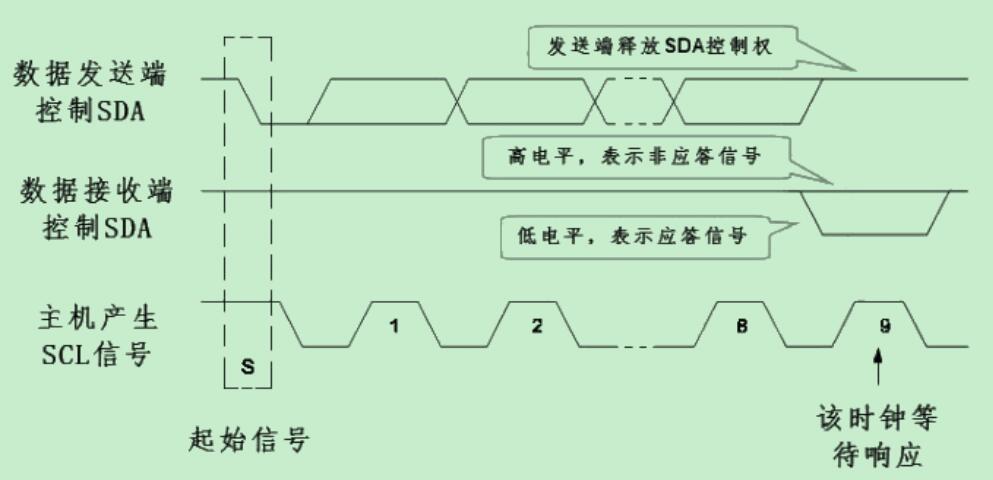 发送端释放SDA控制权
数据发送端
控制SDA
高电平，表示非应答信号
数据接收端
控制SDA
低电平，表示应答信号
主机产生
SCL信号
1
2
8
9
S
起始信号
该时钟等
待响应